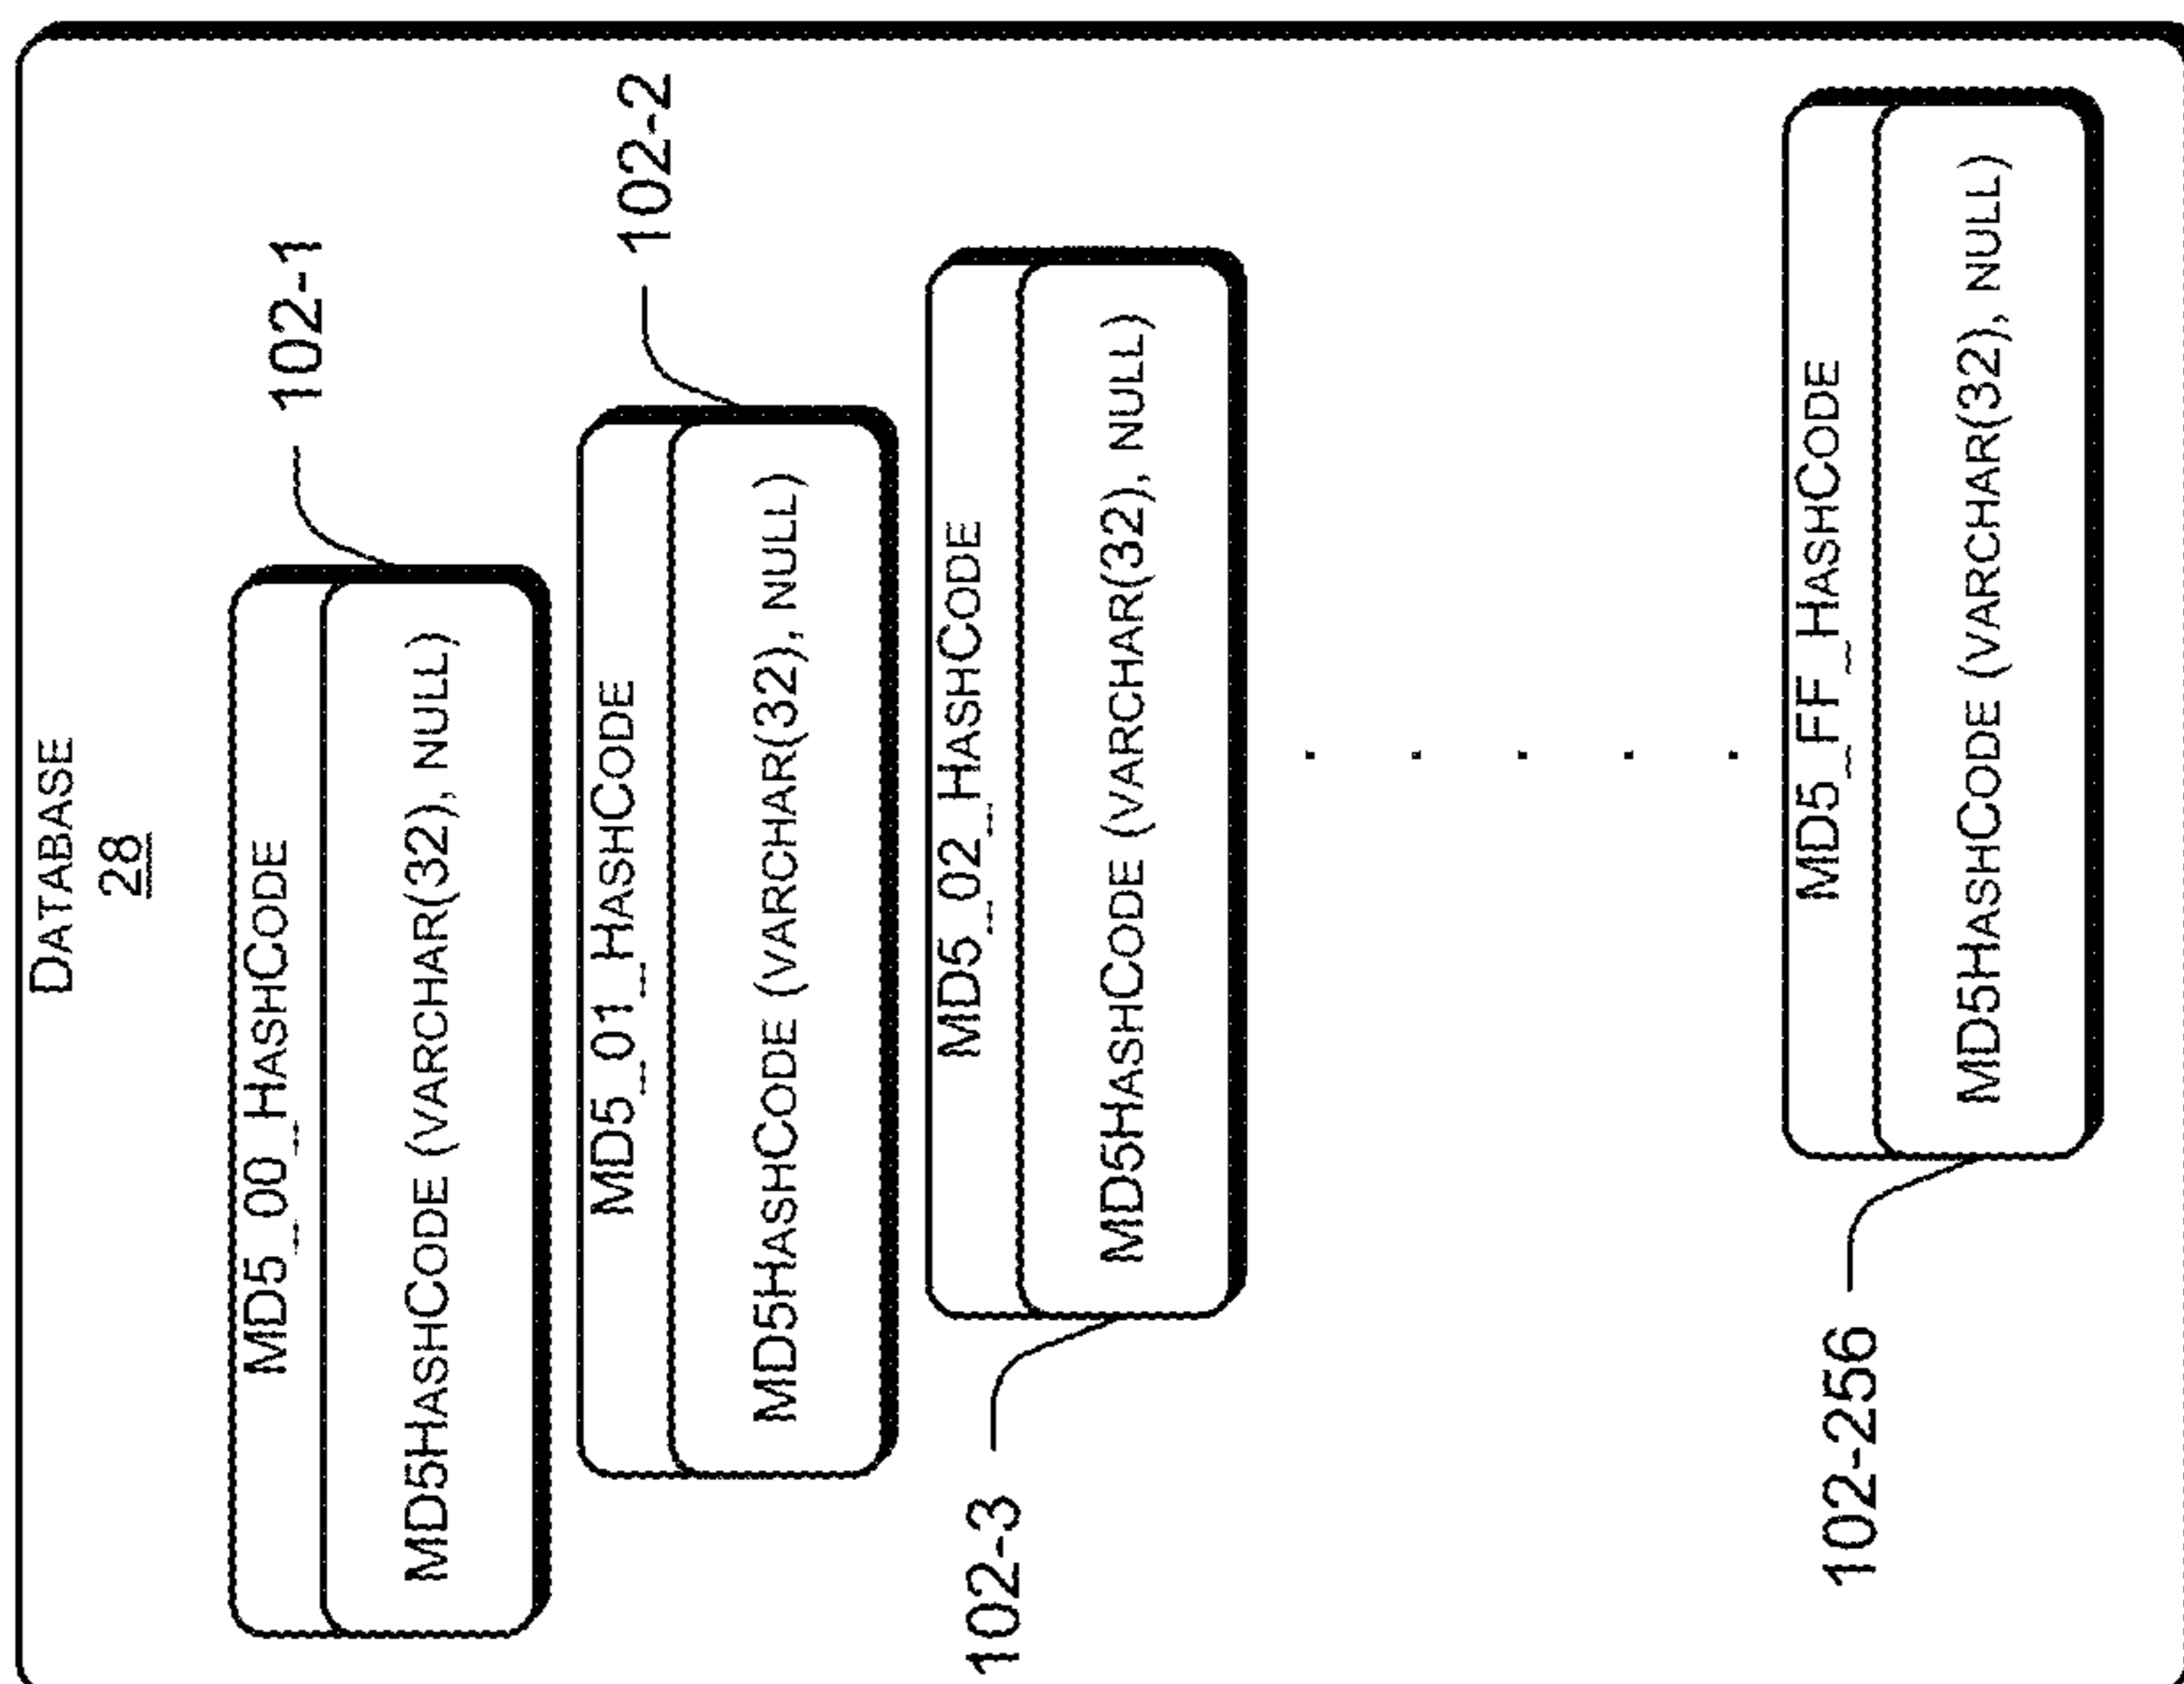 DATABASE
28
MD5_00_HASHCODE
MD5HASHCODE (VARCHAR(32), NULL)
102-1
MD5_01_HASHCODE
MD5HASHCODE (VARCHAR(32), NULL)
102-2
MD5_02_HASHCODE
MD5HASHCODE (VARCHAR(32), NULL)
102-3
. . . . .
MD5_FF_HASHCODE
MD5HASHCODE (VARCHAR(32), NULL)
102-256